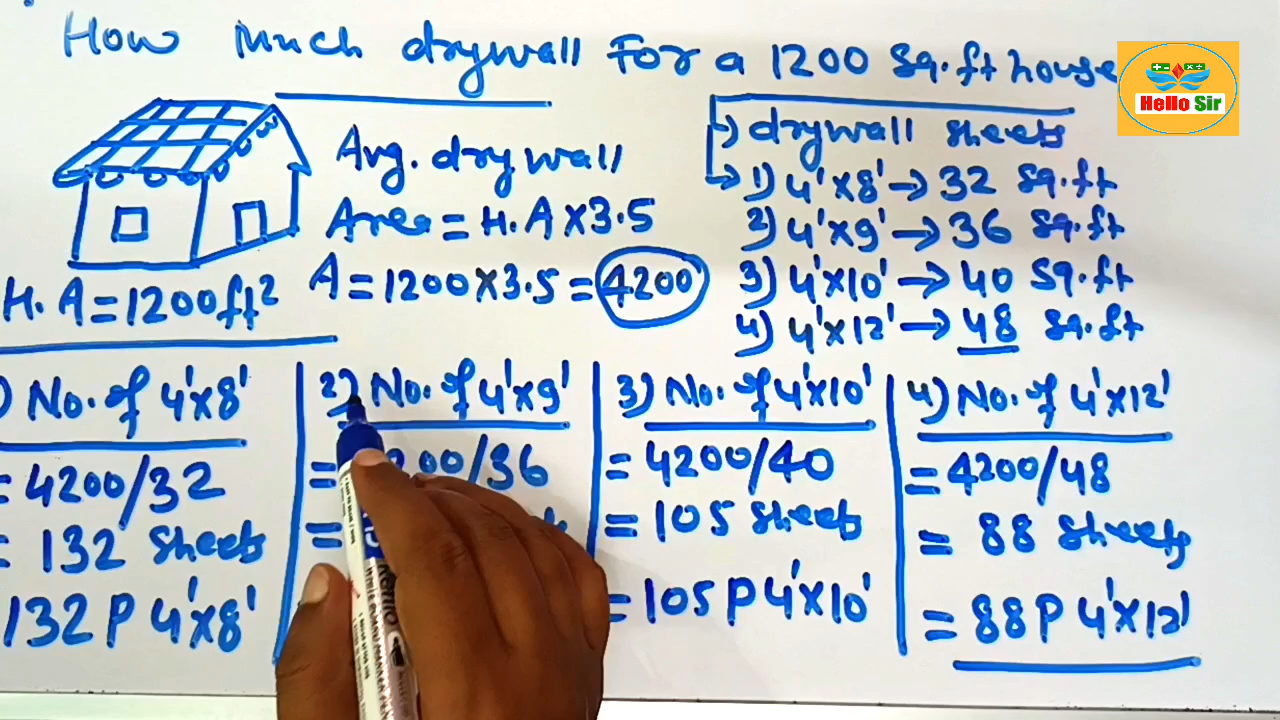 How Much drywall For a 1200 Sq.ft house
Hello Sir
Avg. drywall
Area = H.A X 3.5
A = 1200 X 3.5 = 4200
H.A = 1200ft²
drywall sheets
1) 4'X8' → 32 Sq.ft
2) 4'X9' → 36 Sq.ft
3) 4'X10' → 40 Sq.ft
4) 4'X12' → 48 Sq.ft
) No. of 4'X8'
= 4200/32
= 132 Sheets
132 P 4'X8'
2) No. of 4'X9'
= 200/36
=
3) No. of 4'X10'
= 4200/40
= 105 Sheets
= 105 P 4'X10'
4) No. of 4'X12'
= 4200/48
= 88 Sheets
= 88 P 4'X12'